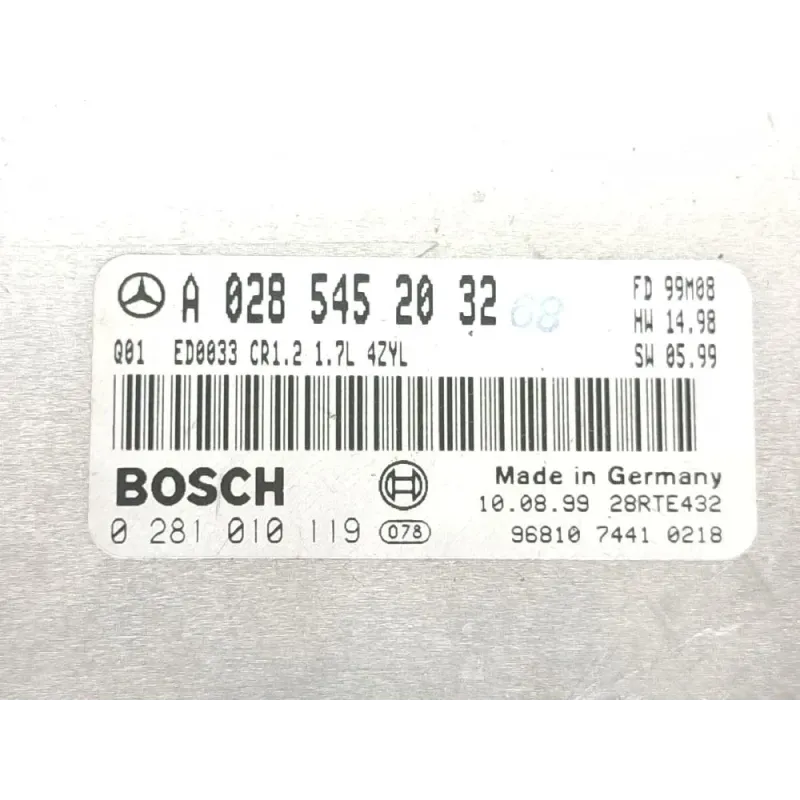 A 028 545 20 32 68
FD 99M08
HW 14.98
Q01 ED0033 CR1.2 1.7L 4ZYL
SW 05.99
BOSCH
Made in Germany
10.08.99 28RTE432
0 281 010 119 078
96810 7441 0218